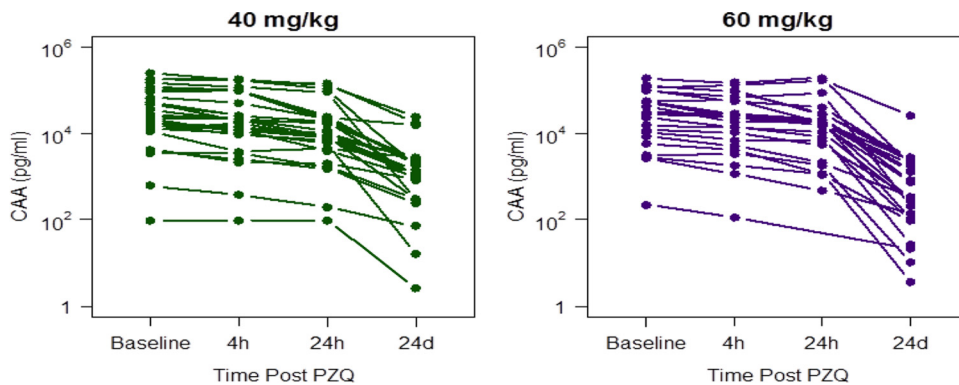 40 mg/kg
CAA (pg/ml)
10^6
10^4
10^2
1
Baseline 4h 24h 24d
Time Post PZQ
60 mg/kg
CAA (pg/ml)
10^6
10^4
10^2
1
Baseline 4h 24h 24d
Time Post PZQ